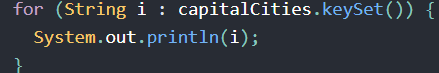 for (String i : capitalCities.keySet()) {
  System.out.println(i);
}